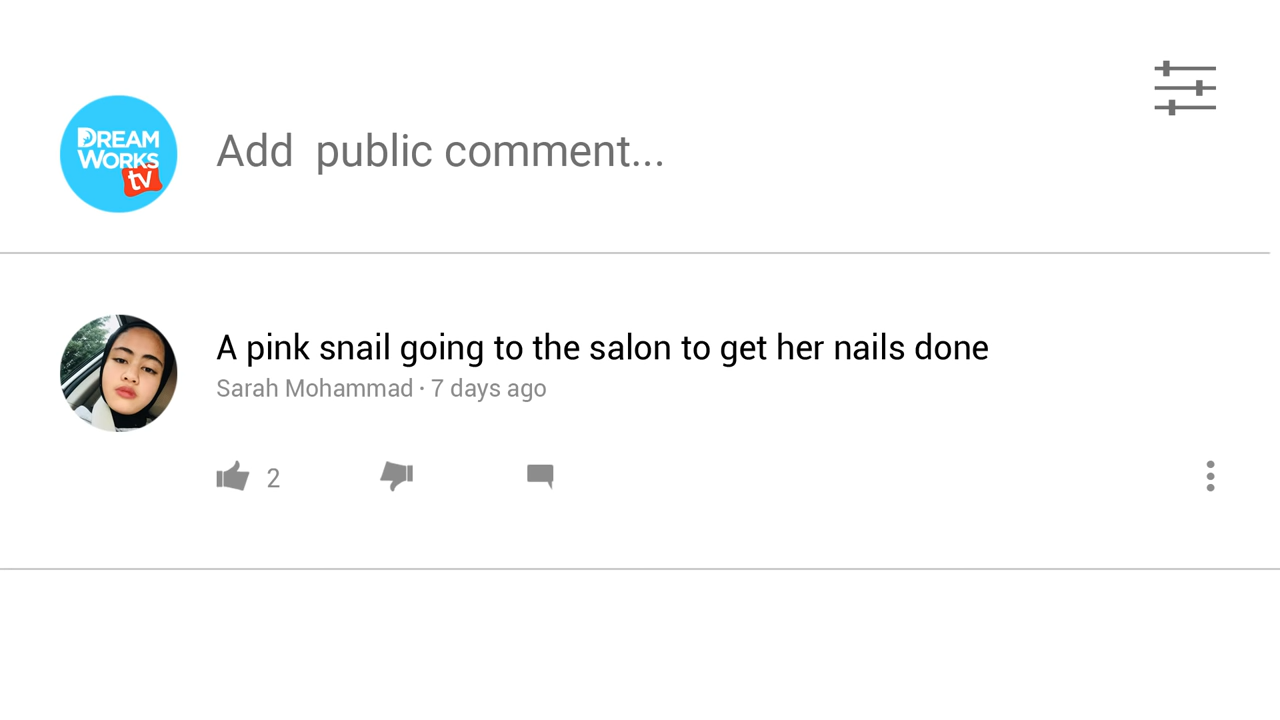 DREAM
WORKS
tv
Add public comment...
A pink snail going to the salon to get her nails done
Sarah Mohammad · 7 days ago
2